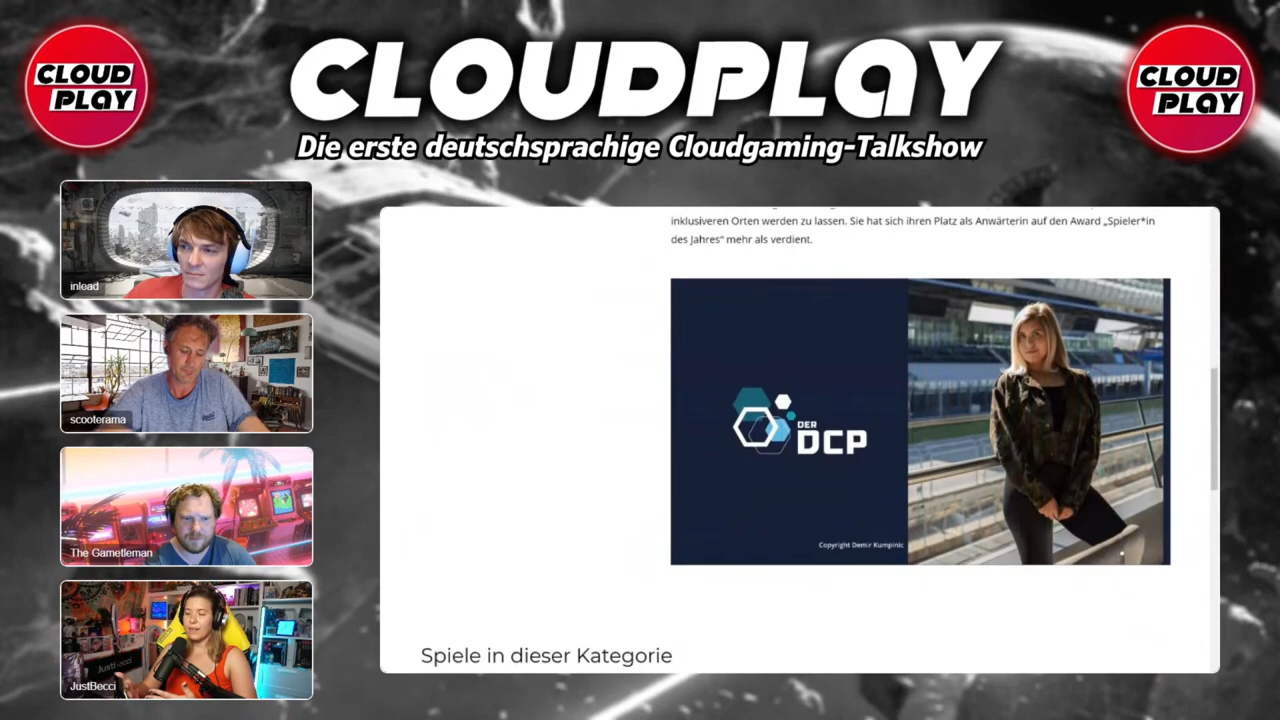 CLOUD
PLAY
CLOUDPLAY
Die erste deutschsprachige Cloudgaming-Talkshow
CLOUD
PLAY
inlead
scooterama
The Gametleman
JustBecci
inklusiveren Orten werden zu lassen. Sie hat sich ihren Platz als Anwärterin auf den Award „Spieler*in
des Jahres“ mehr als verdient.
DER
DCP
Copyright Demir Kumpinic
Spiele in dieser Kategorie